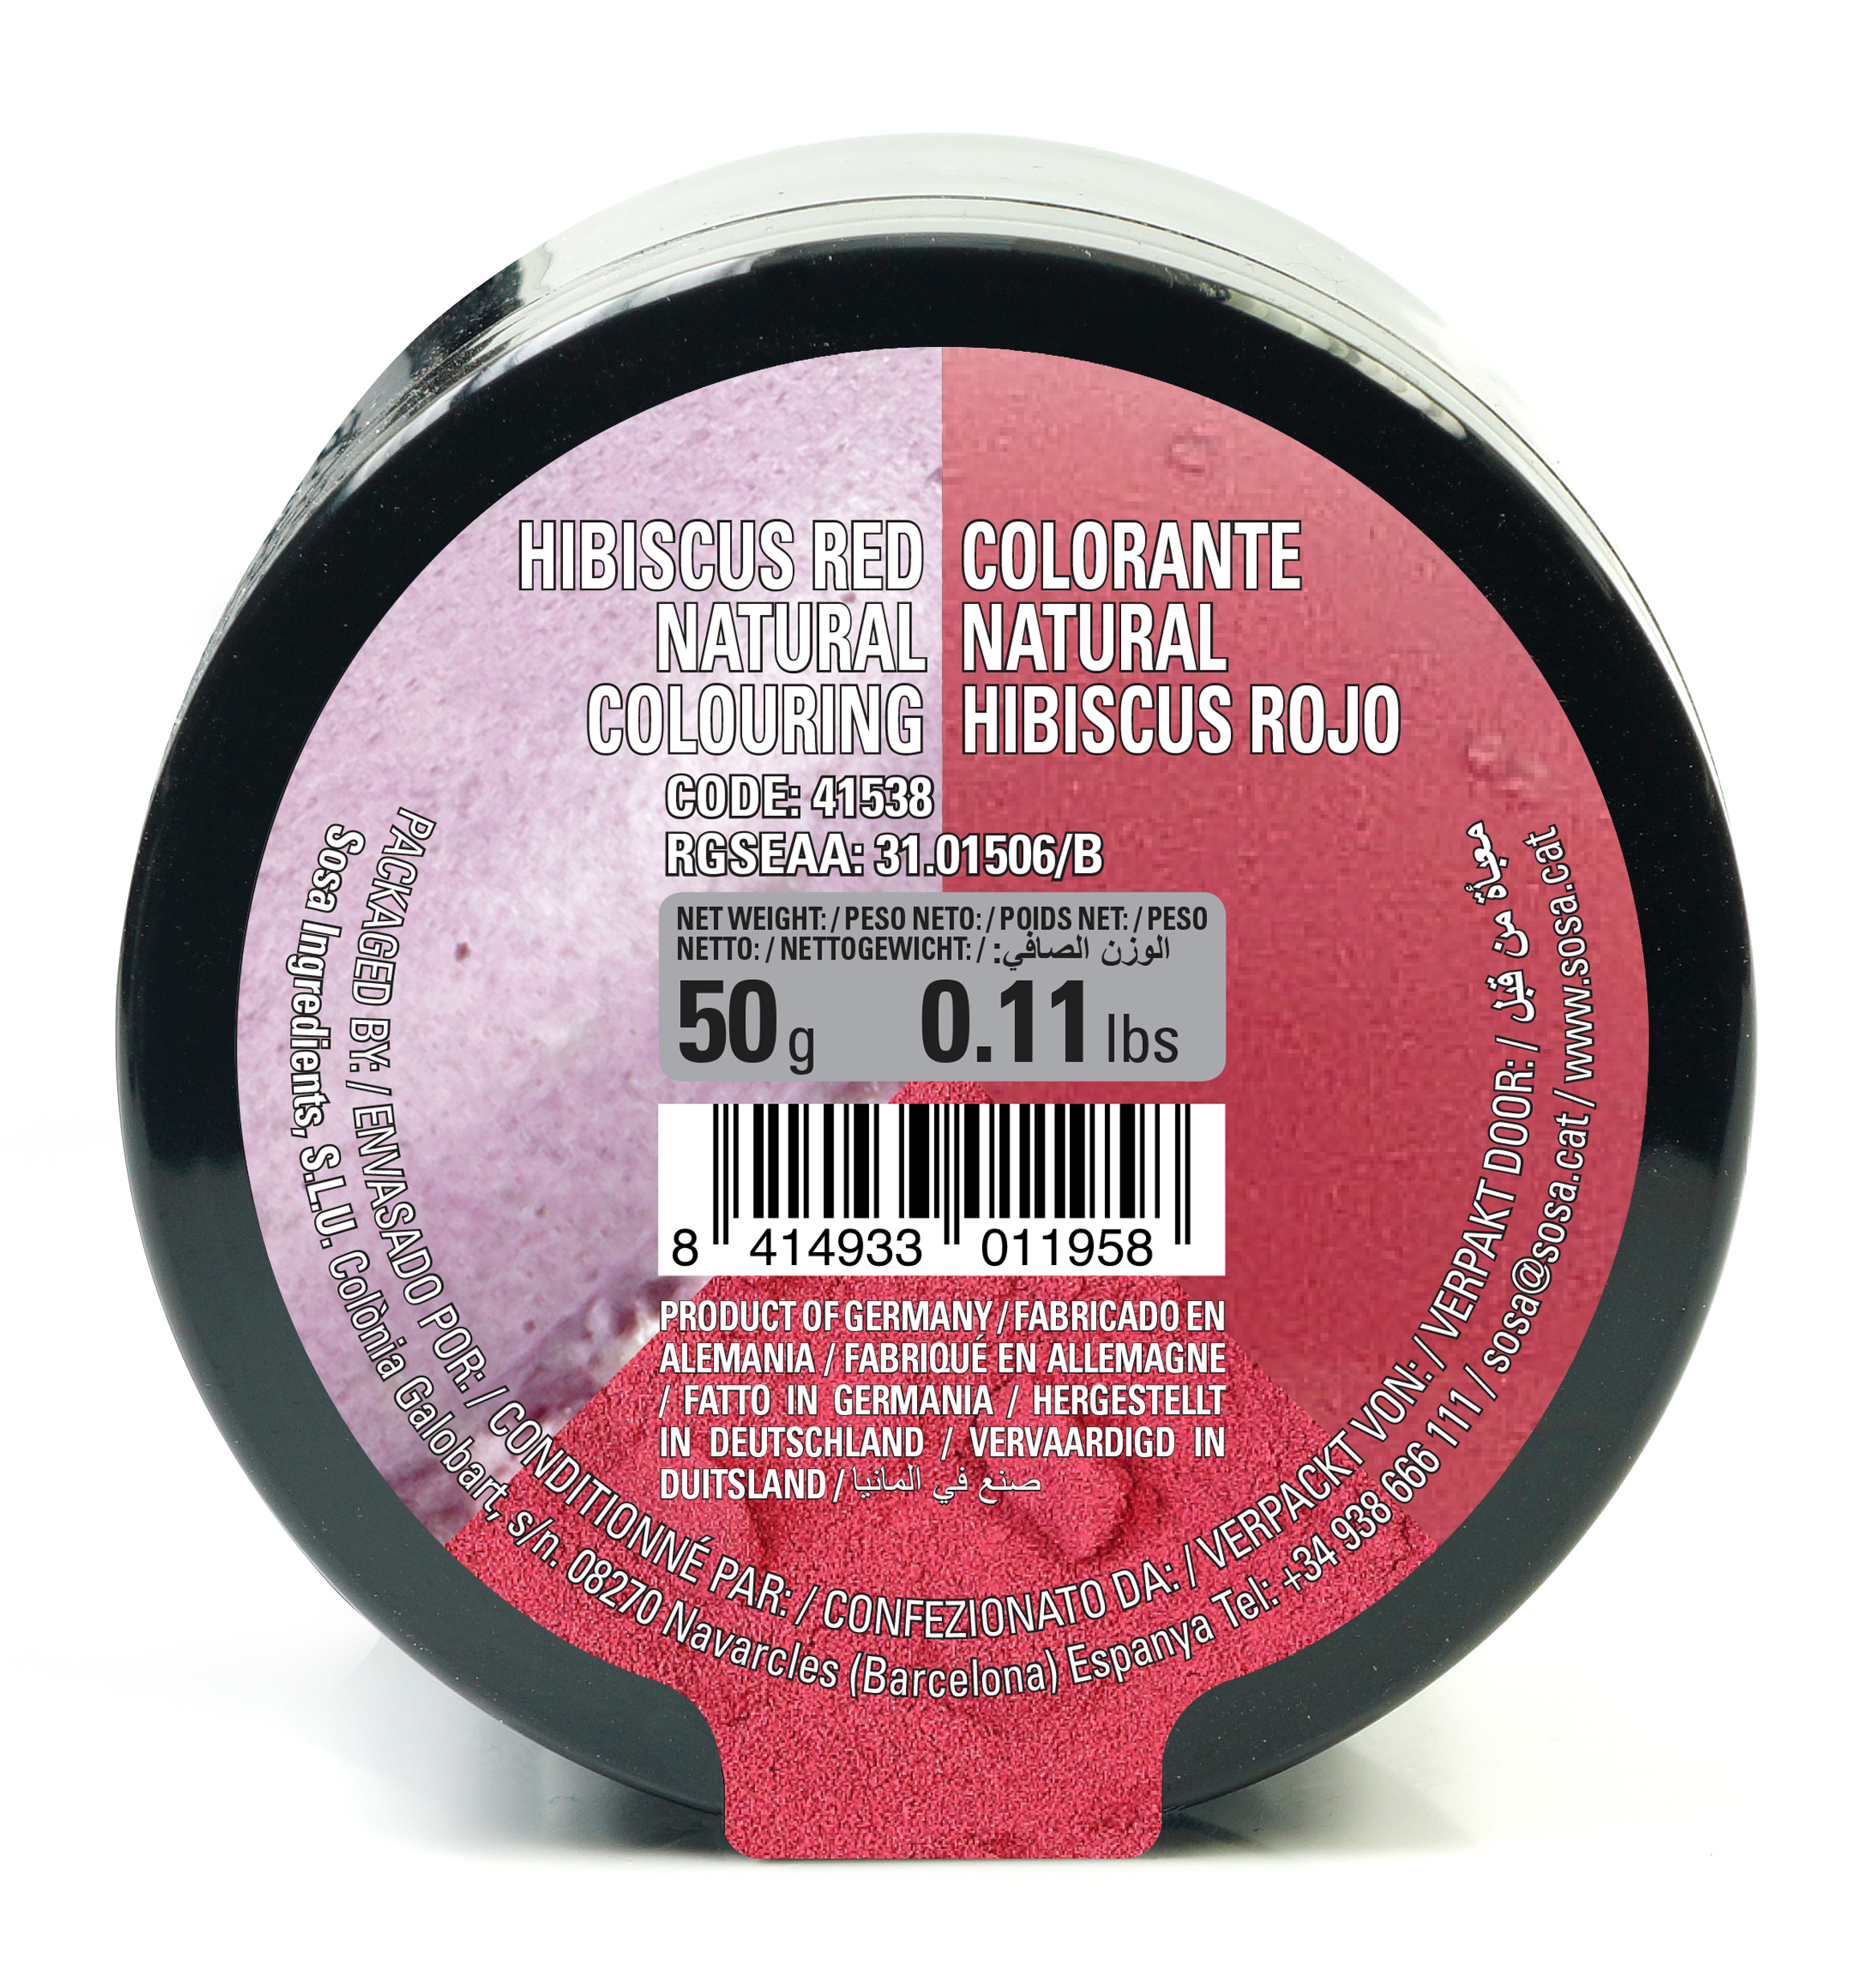 HIBISCUS RED
NATURAL
COLOURING
COLORANTE
NATURAL
HIBISCUS ROJO
CODE: 41538
RGSEAA: 31.01506/B
NET WEIGHT: / PESO NETO: / POIDS NET: / PESO
NETTO: / NETTOGEWICHT: / الوزن الصافي:
50 g 0.11 lbs
8 414933 011958
PRODUCT OF GERMANY / FABRICADO EN
ALEMANIA / FABRIQUÉ EN ALLEMAGNE
/ FATTO IN GERMANIA / HERGESTELLT
IN DEUTSCHLAND / VERVAARDIGD IN
DUITSLAND / صنع في المانيا
PACKAGED BY: / ENVASADO POR: / CONDITIONNÉ PAR: / CONFEZIONATO DA: / VERPACKT VON: / VERPAKT DOOR: / معبأة من قبل
Sosa Ingredients, S.L.U. Colònia Galobart, s/n. 08270 Navarcles (Barcelona) Espanya Tel: +34 938 666 111 / sosa@sosa.cat / www.sosa.cat